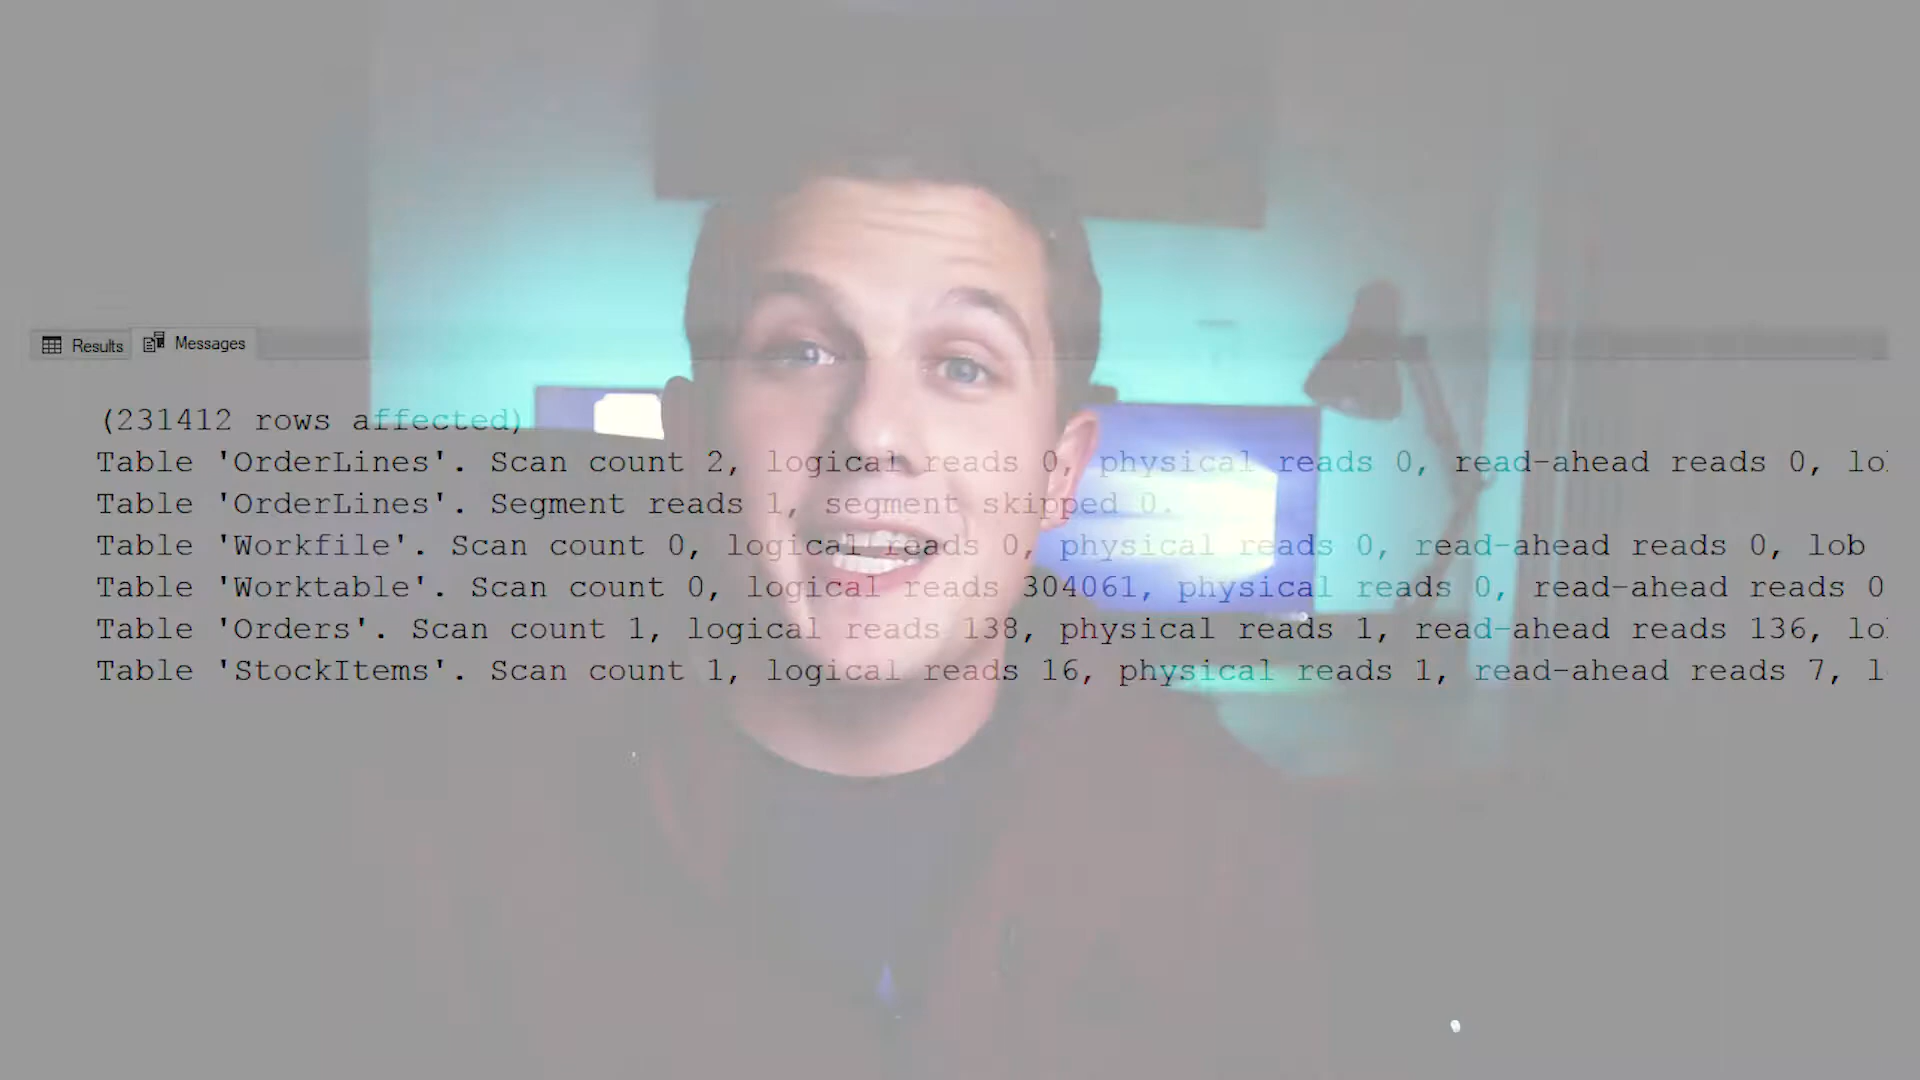 Results Messages
(231412 rows affected)
Table 'OrderLines'. Scan count 2, logical reads 0, physical reads 0, read-ahead reads 0,
Table 'OrderLines'. Segment reads 1, segment skipped 0.
Table 'Workfile'. Scan count 0, logical reads 0, physical reads 0, read-ahead reads 0, lob
Table 'Worktable'. Scan count 0, logical reads 304061, physical reads 0, read-ahead reads 0
Table 'Orders'. Scan count 1, logical reads 138, physical reads 1, read-ahead reads 136,
Table 'StockItems'. Scan count 1, logical reads 16, physical reads 1, read-ahead reads 7,